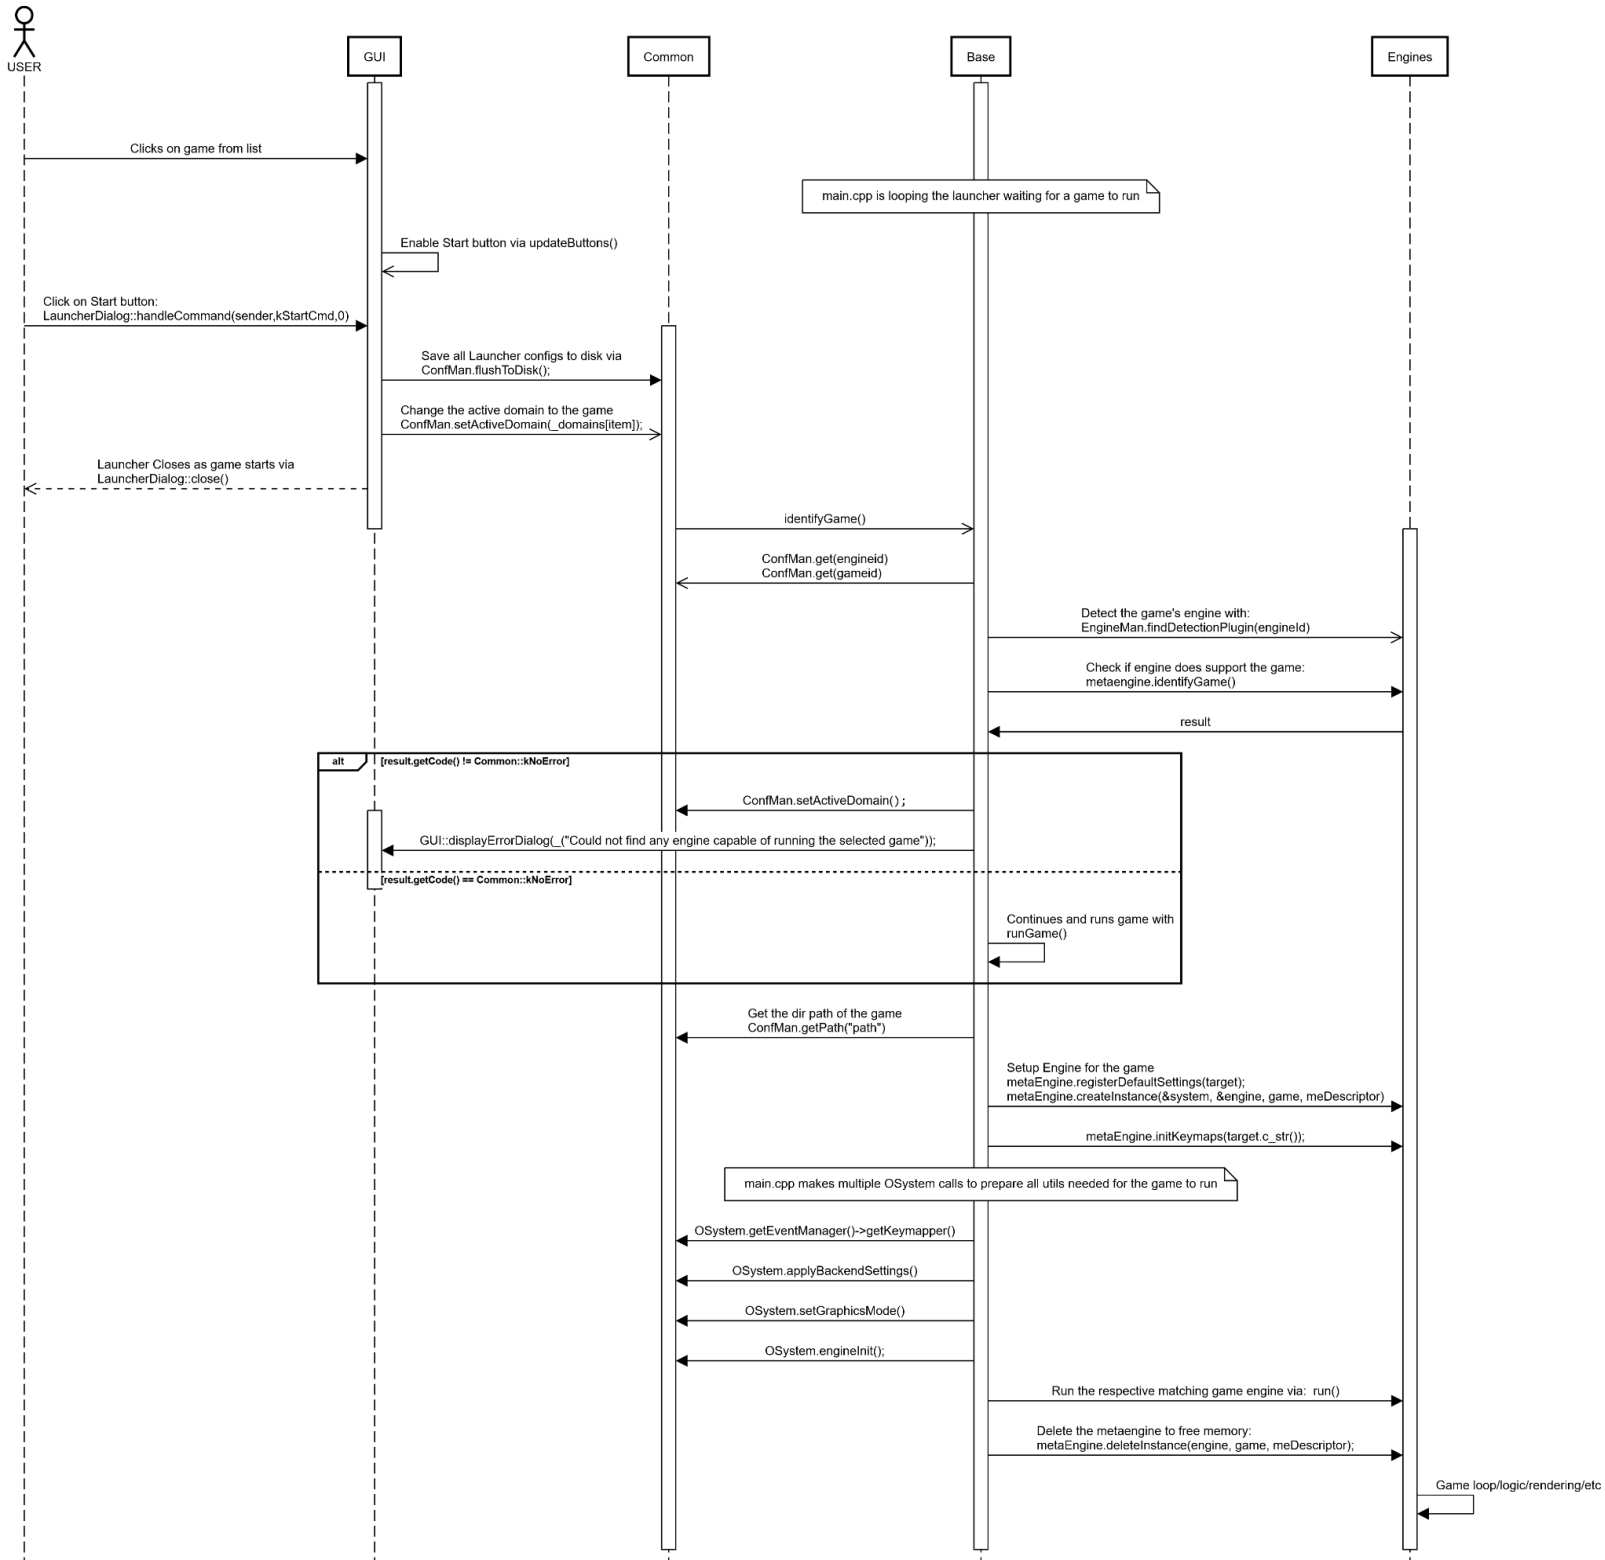 USER
GUI
Common
Base
Engines
Clicks on game from list
main.cpp is looping the launcher waiting for a game to run
Enable Start button via updateButtons()
Click on Start button:
LauncherDialog::handleCommand(sender,kStartCmd,0)
Save all Launcher configs to disk via
ConfMan.flushToDisk();
Change the active domain to the game
ConfMan.setActiveDomain(_domains[item]);
Launcher Closes as game starts via
LauncherDialog::close()
identifyGame()
ConfMan.get(engineid)
ConfMan.get(gameid)
Detect the game's engine with:
EngineMan.findDetectionPlugin(engineId)
Check if engine does support the game:
metaengine.identifyGame()
result
alt
[result.getCode() != Common::kNoError]
ConfMan.setActiveDomain();
GUI::displayErrorDialog(_("Could not find any engine capable of running the selected game"));
[result.getCode() == Common::kNoError]
Continues and runs game with
runGame()
Get the dir path of the game
ConfMan.getPath("path")
Setup Engine for the game
metaEngine.registerDefaultSettings(target);
metaEngine.createInstance(&system, &engine, game, meDescriptor)
metaEngine.initKeymaps(target.c_str());
main.cpp makes multiple OSystem calls to prepare all utils needed for the game to run
OSystem.getEventManager()->getKeymapper()
OSystem.applyBackendSettings()
OSystem.setGraphicsMode()
OSystem.engineInit();
Run the respective matching game engine via: run()
Delete the metaengine to free memory:
metaEngine.deleteInstance(engine, game, meDescriptor);
Game loop/logic/rendering/etc